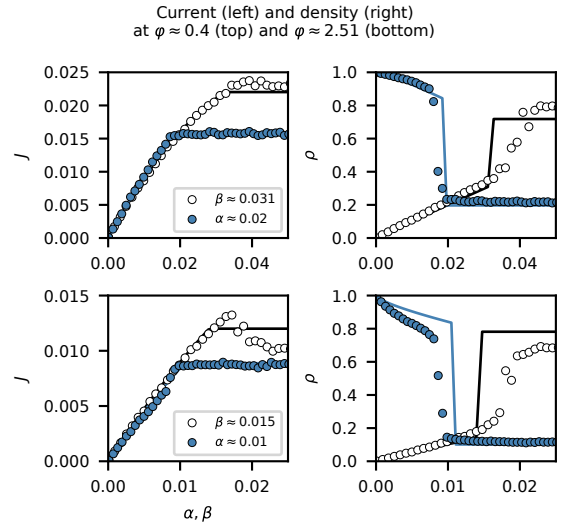 Current (left) and density (right)
at φ ≈ 0.4 (top) and φ ≈ 2.51 (bottom)
0.025
0.020
0.015
0.010
0.005
0.000
J
β ≈ 0.031
α ≈ 0.02
0.00 0.02 0.04
1.0
0.8
0.6
0.4
0.2
0.0
ρ
0.00 0.02 0.04
0.015
0.010
0.005
0.000
J
β ≈ 0.015
α ≈ 0.01
0.00 0.01 0.02
α, β
1.0
0.8
0.6
0.4
0.2
0.0
ρ
0.00 0.01 0.02